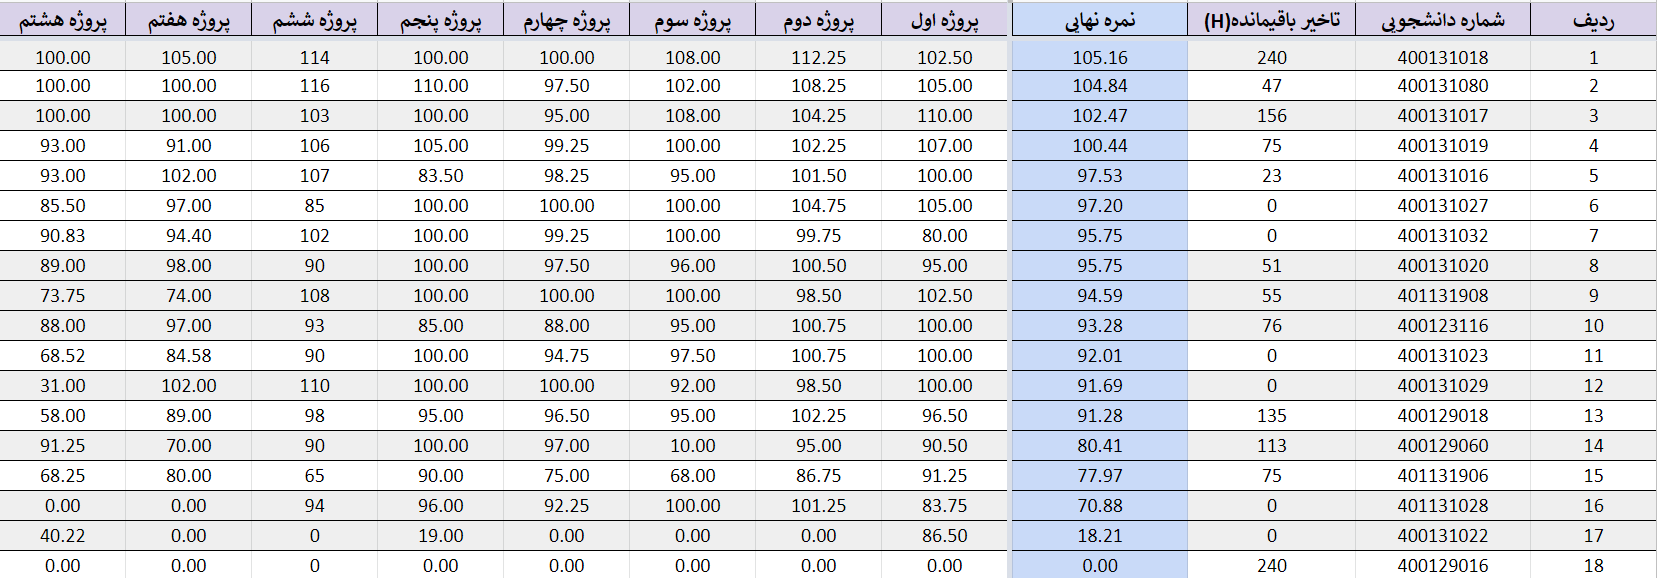 ردیف شماره دانشجویی تاخیر باقیمانده(H) نمره نهایی پروژه اول پروژه دوم پروژه سوم پروژه چهارم پروژه پنجم پروژه ششم پروژه هفتم پروژه هشتم
1 400131018 240 105.16 102.50 112.25 108.00 100.00 100.00 114 105.00 100.00
2 400131080 47 104.84 105.00 108.25 102.00 97.50 110.00 116 100.00 100.00
3 400131017 156 102.47 110.00 104.25 108.00 95.00 100.00 103 100.00 100.00
4 400131019 75 100.44 107.00 102.25 100.00 99.25 105.00 106 91.00 93.00
5 400131016 23 97.53 100.00 101.50 95.00 98.25 83.50 107 102.00 93.00
6 400131027 0 97.20 105.00 104.75 100.00 100.00 100.00 85 97.00 85.50
7 400131032 0 95.75 80.00 99.75 100.00 99.25 100.00 102 94.40 90.83
8 400131020 51 95.75 95.00 100.50 96.00 97.50 100.00 90 98.00 89.00
9 401131908 55 94.59 102.50 98.50 100.00 100.00 100.00 108 74.00 73.75
10 400123116 76 93.28 100.00 100.75 95.00 88.00 85.00 93 97.00 88.00
11 400131023 0 92.01 100.00 100.75 97.50 94.75 100.00 90 84.58 68.52
12 400131029 0 91.69 100.00 98.50 92.00 100.00 100.00 110 102.00 31.00
13 400129018 135 91.28 96.50 102.25 95.00 96.50 95.00 98 89.00 58.00
14 400129060 113 80.41 90.50 95.00 10.00 97.00 100.00 90 70.00 91.25
15 401131906 75 77.97 91.25 86.75 68.00 75.00 90.00 65 80.00 68.25
16 401131028 0 70.88 83.75 101.25 100.00 92.25 96.00 94 0.00 0.00
17 400131022 0 18.21 86.50 0.00 0.00 0.00 19.00 0 0.00 40.22
18 400129016 240 0.00 0.00 0.00 0.00 0.00 0.00 0 0.00 0.00